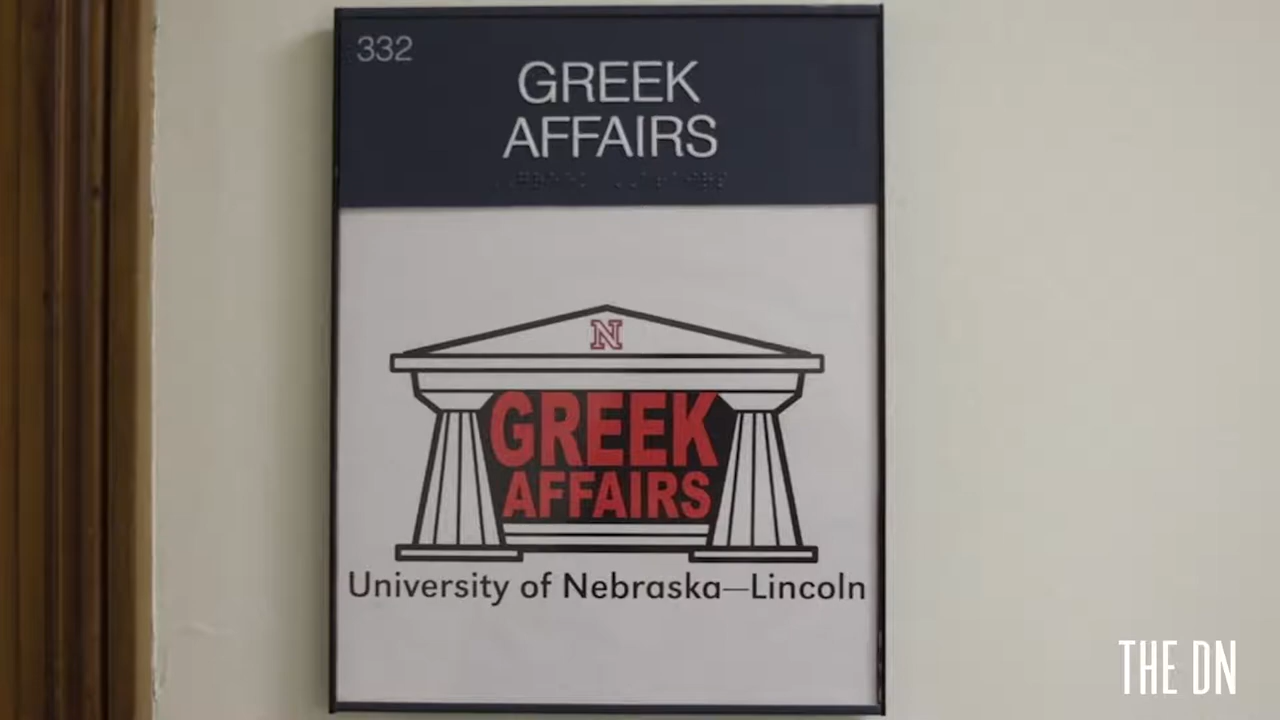 332
GREEK
AFFAIRS
N
GREEK
AFFAIRS
University of Nebraska—Lincoln
THE DN